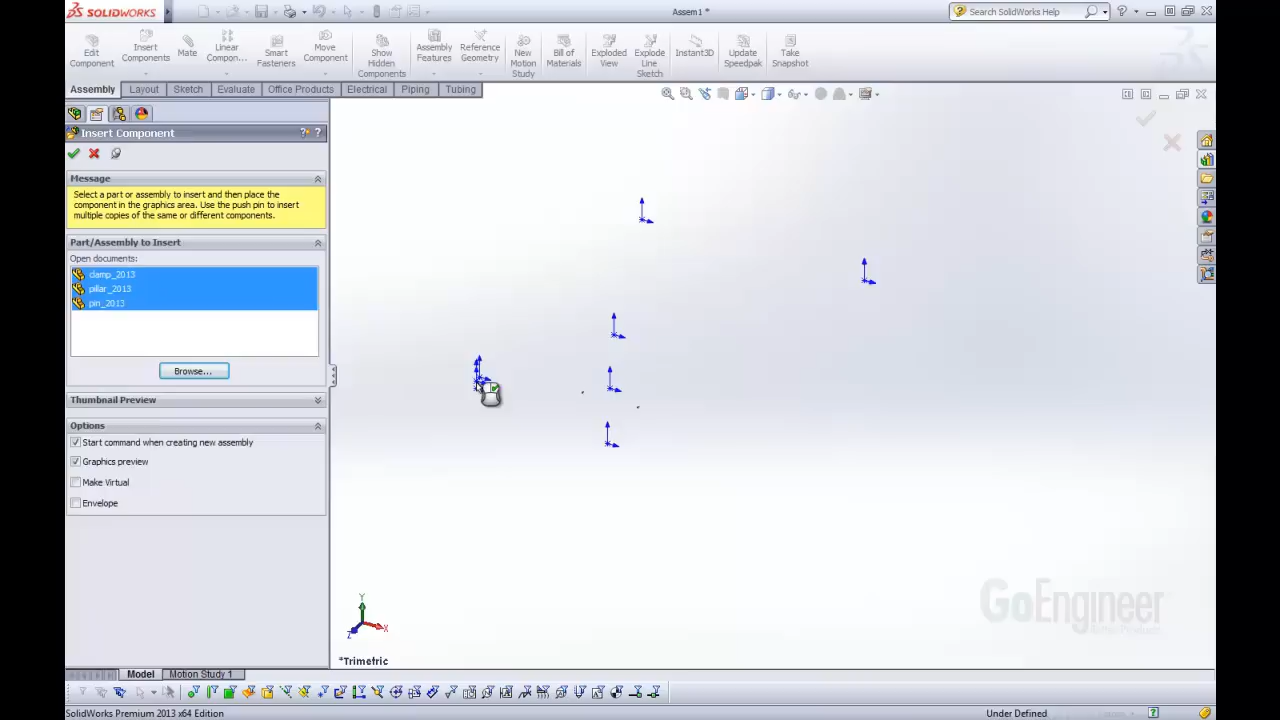 SOLIDWORKS
Assem1 *
Search SolidWorks Help
Edit
Component
Insert
Components
Mate
Linear
Compon...
Smart
Fasteners
Move
Component
Show
Hidden
Components
Assembly
Features
Reference
Geometry
New
Motion
Study
Bill of
Materials
Exploded
View
Explode
Line
Sketch
Instant3D
Update
Speedpak
Take
Snapshot
Assembly
Layout
Sketch
Evaluate
Office Products
Electrical
Piping
Tubing
Insert Component
Message
Select a part or assembly to insert and then place the
component in the graphics area. Use the push pin to insert
multiple copies of the same or different components.
Part/Assembly to Insert
Open documents:
clamp_2013
pillar_2013
pin_2013
Browse...
Thumbnail Preview
Options
Start command when creating new assembly
Graphics preview
Make Virtual
Envelope
Y
X
Z
*Trimetric
GoEngineer
Model
Motion Study 1
SolidWorks Premium 2013 x64 Edition
Under Defined